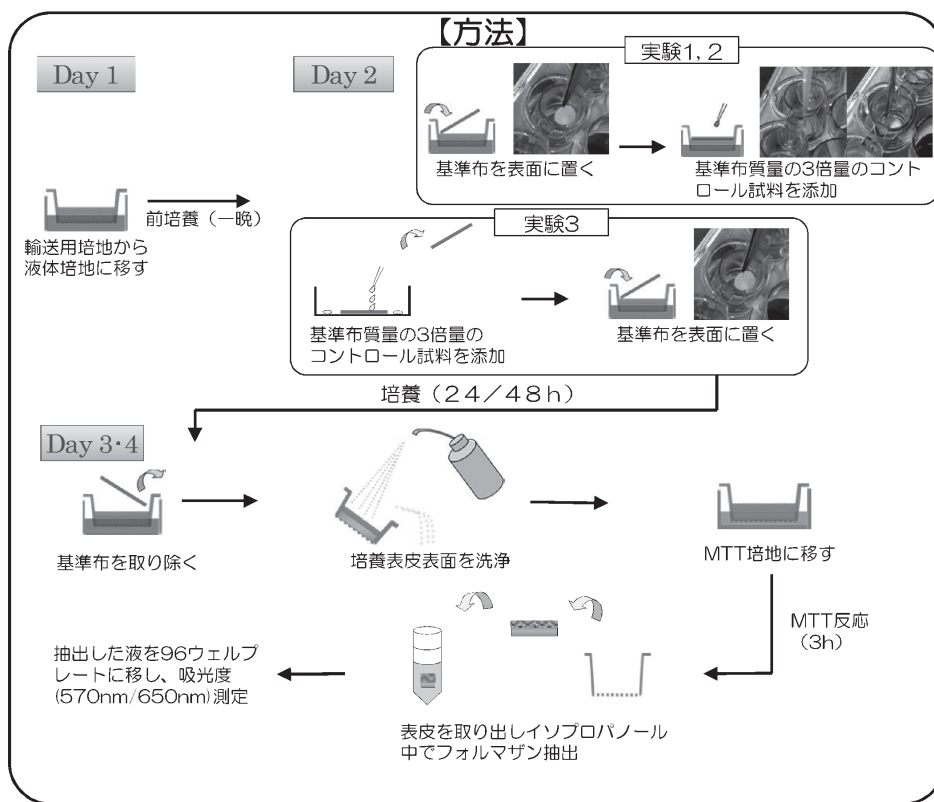 【方法】
Day 1
Day 2
実験1, 2
基準布を表面に置く
基準布質量の3倍量のコント
ロール試料を添加
前培養（一晩）
輸送用培地から
液体培地に移す
実験3
基準布質量の3倍量の
コントロール試料を添加
基準布を表面に置く
培養（２４／４８ｈ）
Day 3・4
基準布を取り除く
培養表皮表面を洗浄
MTT培地に移す
MTT反応
(3h)
抽出した液を96ウェルプ
レートに移し、吸光度
(570nm/650nm)測定
表皮を取り出しイソプロパノール
中でフォルマザン抽出